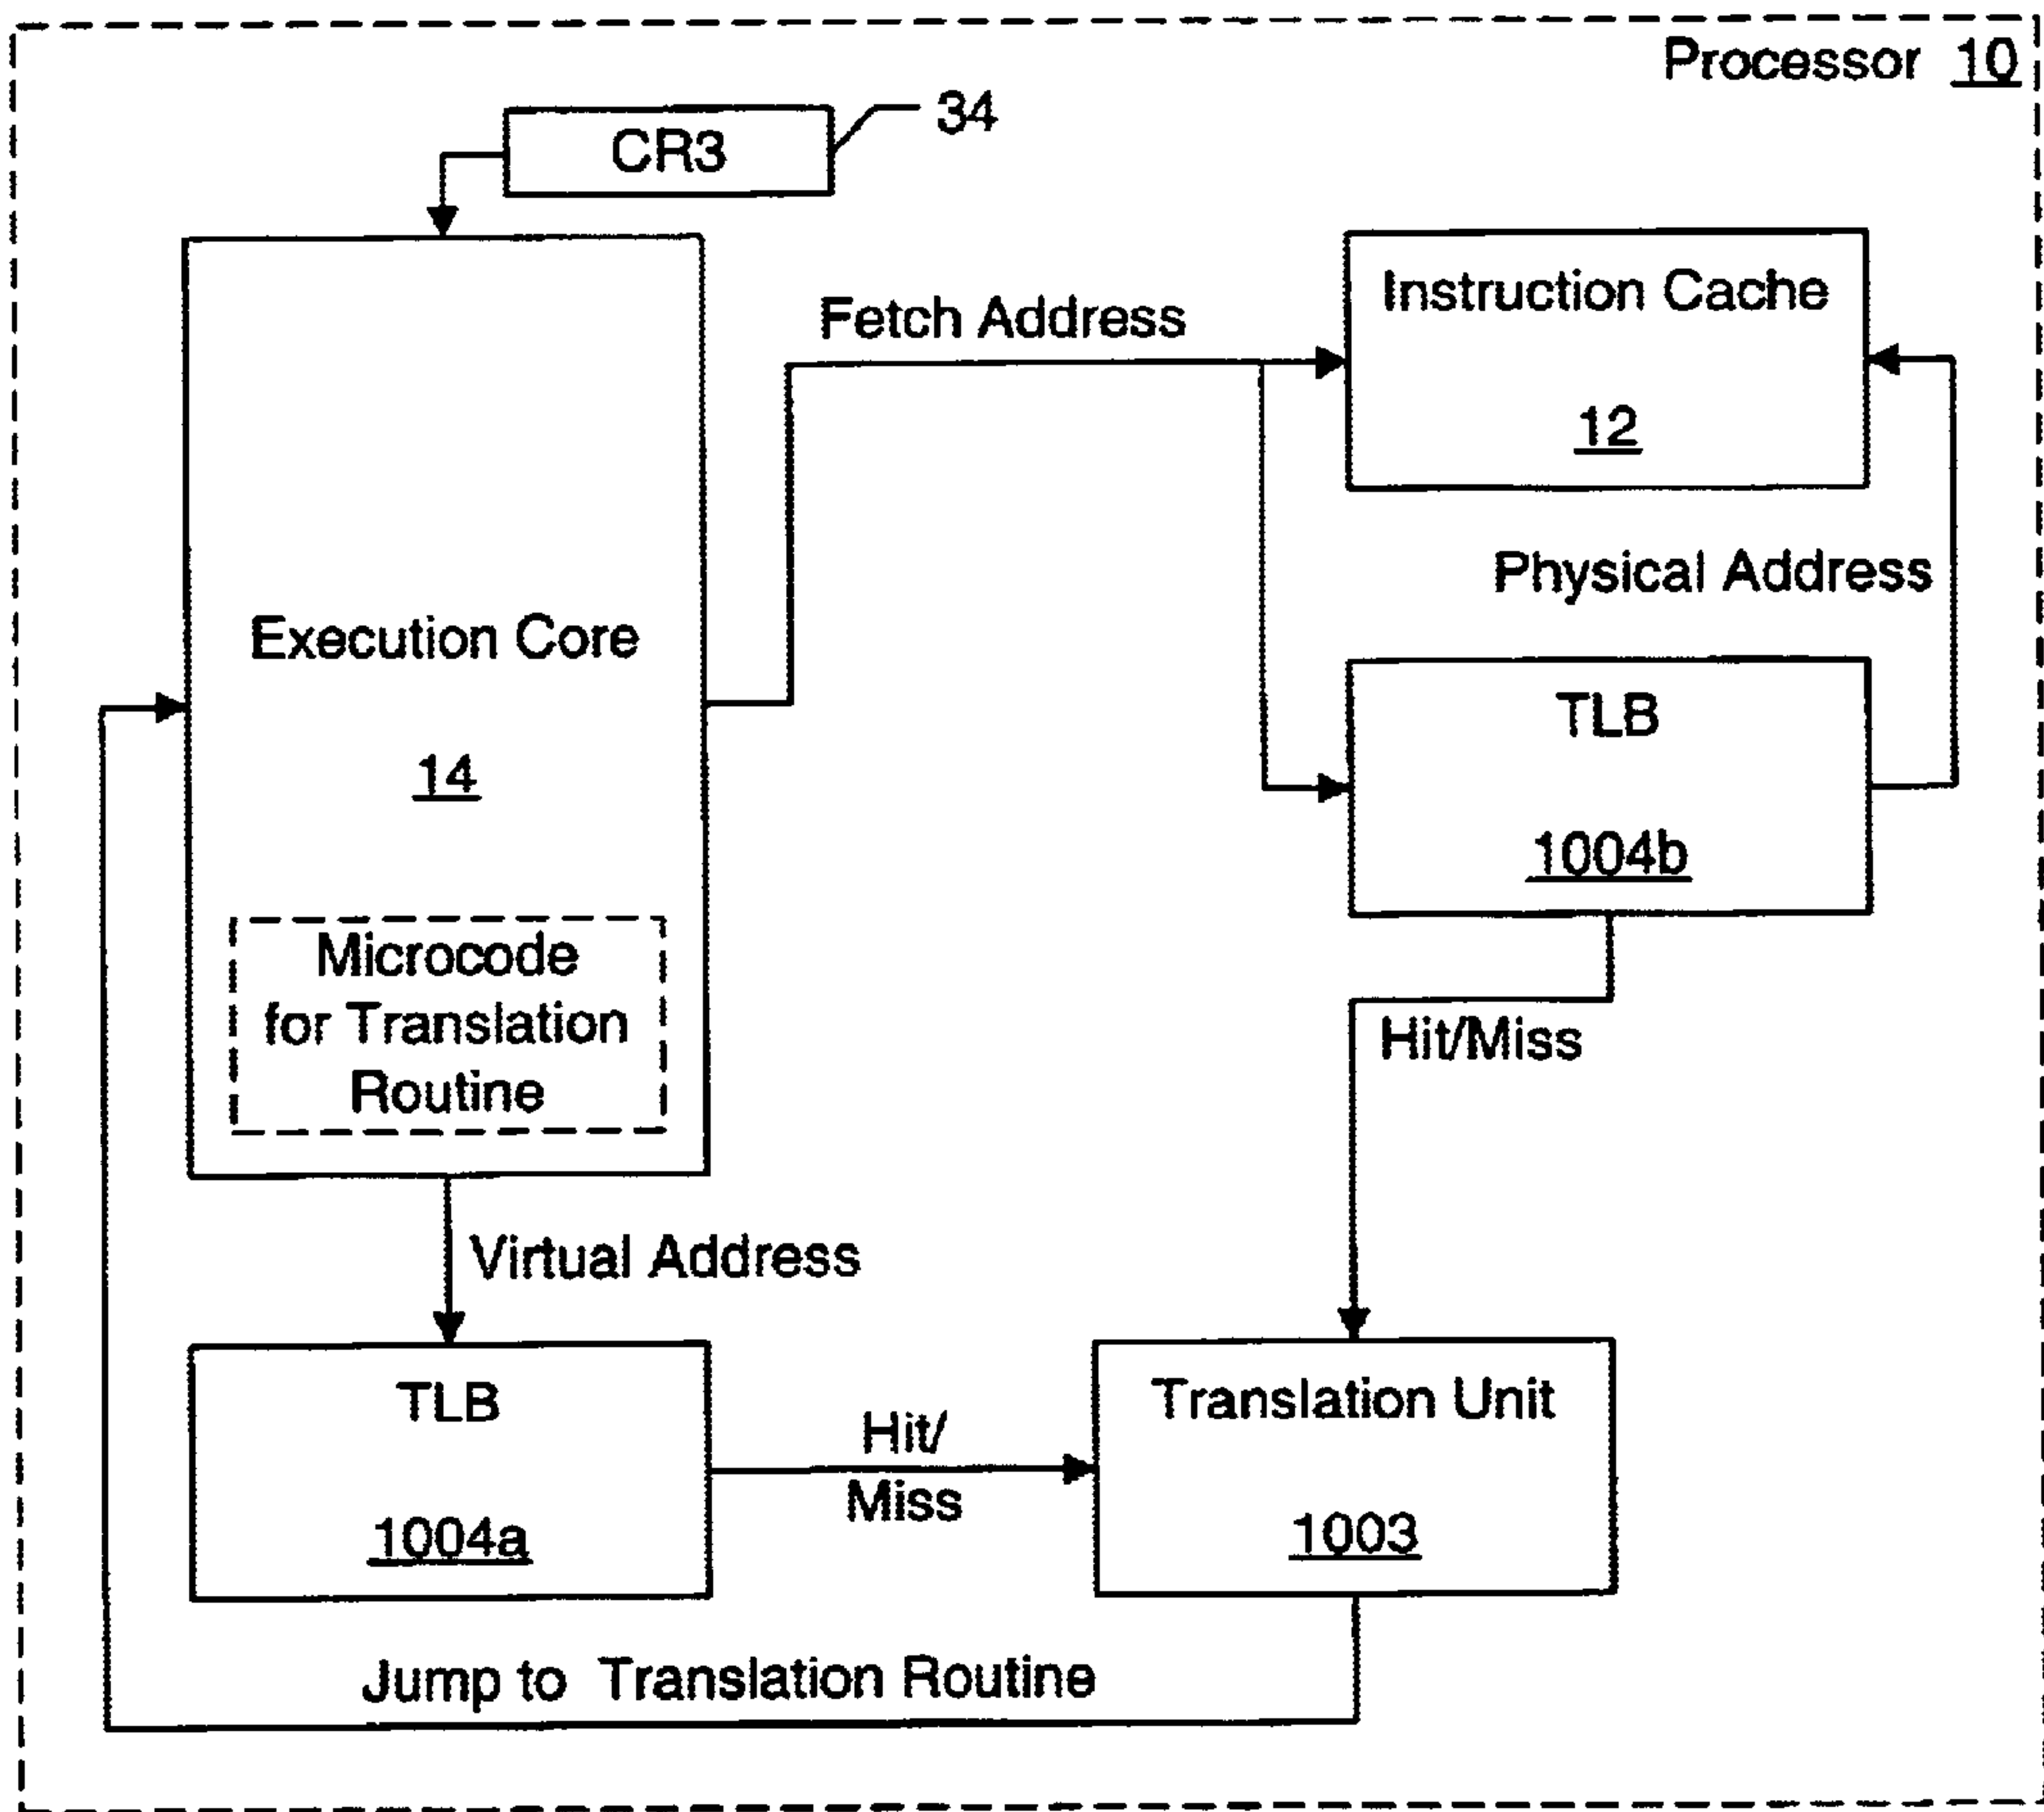 Processor 10
34
CR3
Instruction Cache
12
Fetch Address
Physical Address
Execution Core
14
TLB
1004b
Microcode
for Translation
Routine
Hit/Miss
Virtual Address
TLB
1004a
Hit/
Miss
Translation Unit
1003
Jump to Translation Routine